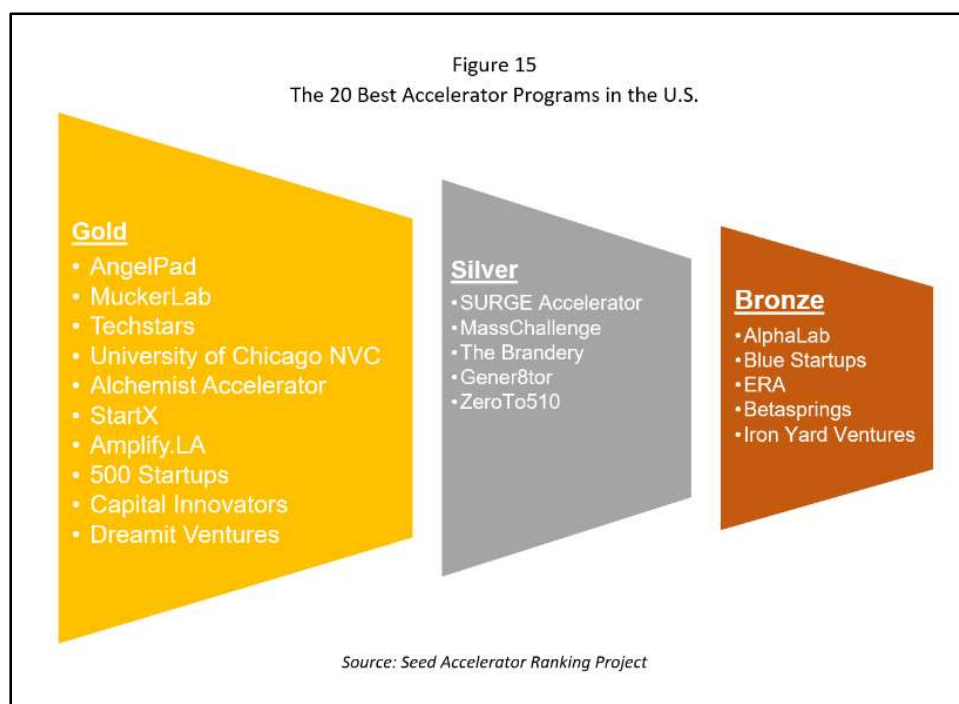 Figure 15
The 20 Best Accelerator Programs in the U.S.
Gold
• AngelPad
• MuckerLab
• Techstars
• University of Chicago NVC
• Alchemist Accelerator
• StartX
• Amplify.LA
• 500 Startups
• Capital Innovators
• Dreamit Ventures
Silver
•SURGE Accelerator
•MassChallenge
•The Brandery
•Gener8tor
•ZeroTo510
Bronze
•AlphaLab
•Blue Startups
•ERA
•Betasprings
•Iron Yard Ventures
Source: Seed Accelerator Ranking Project